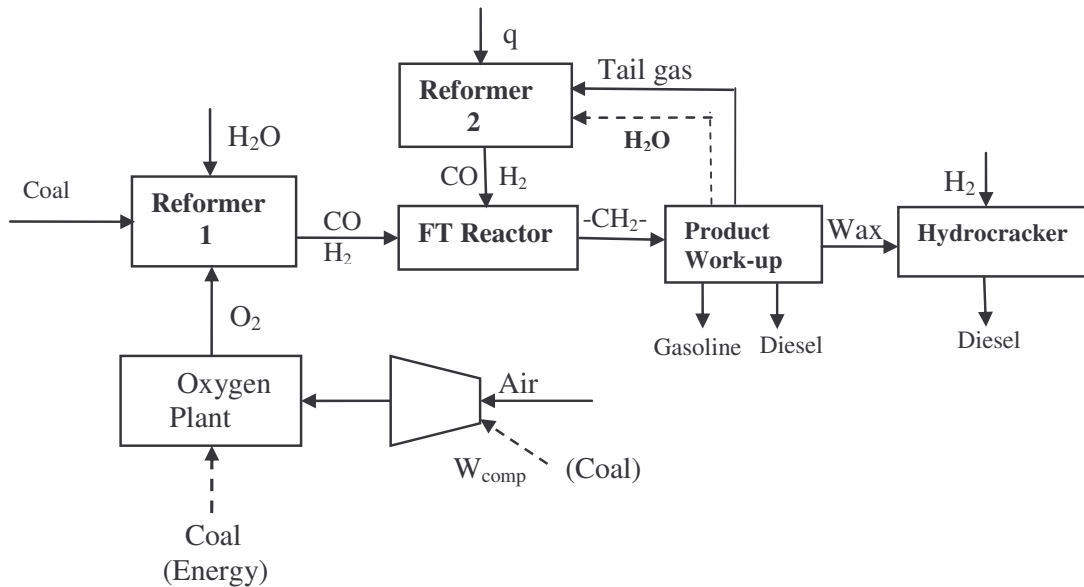 q
Tail gas
Reformer
2
H₂O
H₂O
H₂
Coal
Reformer
1
CO
H₂
CO H₂
FT Reactor
-CH₂-
Product
Work-up
Wax
Hydrocracker
O₂
Gasoline
Diesel
Diesel
Oxygen
Plant
Air
W_comp
(Coal)
Coal
(Energy)